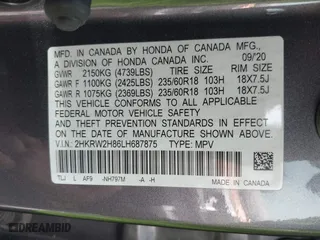 MFD. IN CANADA BY HONDA OF CANADA MFG.,
A DIVISION OF HONDA CANADA INC. 09/20
GVWR 2150KG (4739LBS) TIRE SIZE RIM SIZE
GAWR F 1100KG (2425LBS) 235/60R18 103H 18X7.5J
GAWR R 1075KG (2369LBS) 235/60R18 103H 18X7.5J
THIS VEHICLE CONFORMS TO ALL APPLICABLE
FEDERAL MOTOR VEHICLE SAFETY AND THEFT
PREVENTION STANDARDS IN EFFECT ON THE DATE OF
MANUFACTURE SHOWN ABOVE.
V.I.N.: 2HKRW2H86LH687875 TYPE: MPV
TLJ L AF9 -NH797M -A -H
MADE IN CANADA
DREAMBID